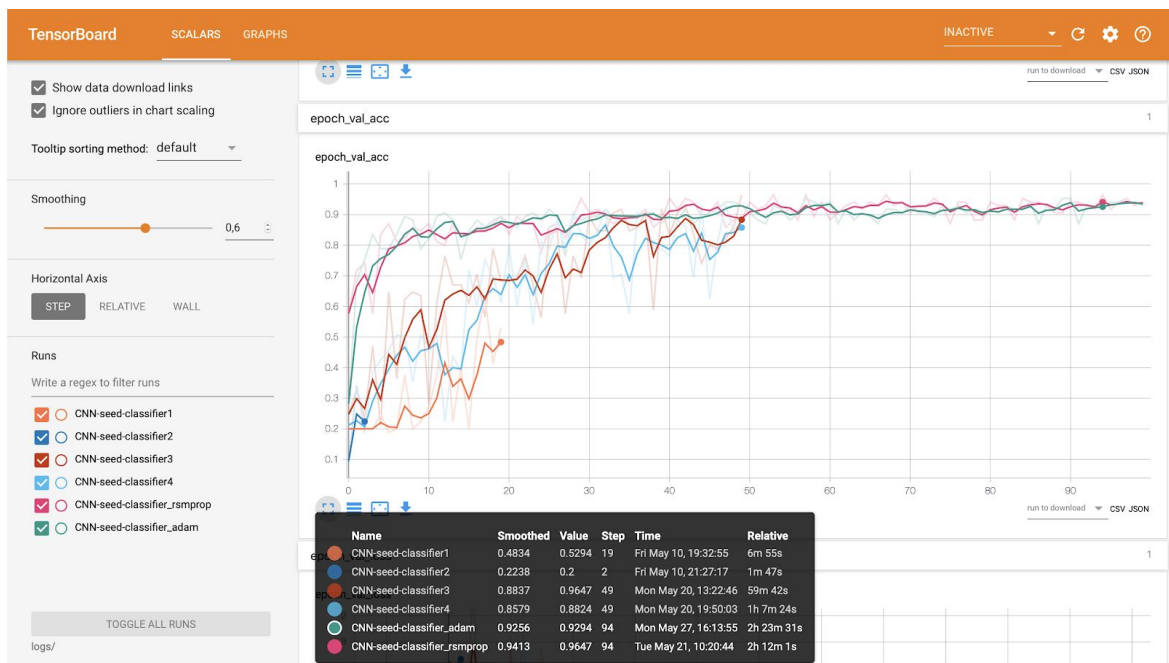 TensorBoard SCALARS GRAPHS INACTIVE
Show data download links
Ignore outliers in chart scaling
Tooltip sorting method: default
Smoothing
0,6
Horizontal Axis
STEP RELATIVE WALL
Runs
Write a regex to filter runs
CNN-seed-classifier1
CNN-seed-classifier2
CNN-seed-classifier3
CNN-seed-classifier4
CNN-seed-classifier_rsmprop
CNN-seed-classifier_adam
TOGGLE ALL RUNS
logs/
run to download CSV JSON
epoch_val_acc 1
epoch_val_acc
1
0.9
0.8
0.7
0.6
0.5
0.4
0.3
0.2
0.1
0 10 20 30 40 50 60 70 80 90
run to download CSV JSON
1
Name Smoothed Value Step Time Relative
CNN-seed-classifier1 0.4834 0.5294 19 Fri May 10, 19:32:55 6m 55s
CNN-seed-classifier2 0.2238 0.2 2 Fri May 10, 21:27:17 1m 47s
CNN-seed-classifier3 0.8837 0.9647 49 Mon May 20, 13:22:46 59m 42s
CNN-seed-classifier4 0.8579 0.8824 49 Mon May 20, 19:50:03 1h 7m 24s
CNN-seed-classifier_adam 0.9256 0.9294 94 Mon May 27, 16:13:55 2h 23m 31s
CNN-seed-classifier_rsmprop 0.9413 0.9647 94 Tue May 21, 10:20:44 2h 12m 1s